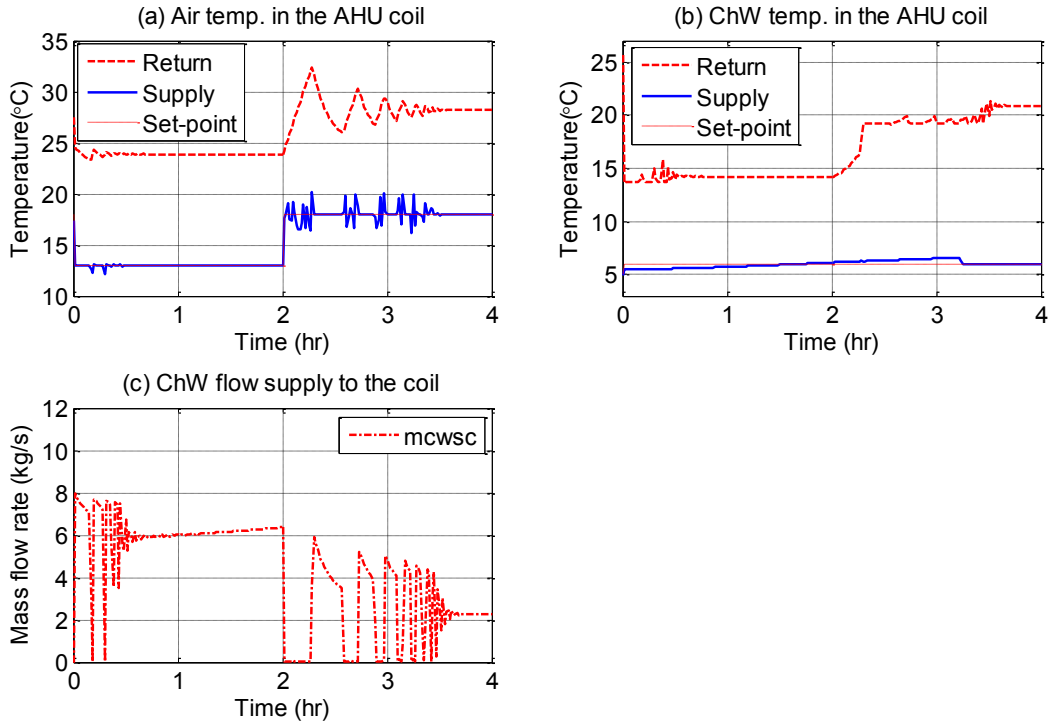 (a) Air temp. in the AHU coil
Temperature(°C)
40
35
30
25
20
15
10
Return
Supply
Set-point
0 1 2 3 4
Time (hr)
(b) ChW temp. in the AHU coil
Temperature(°C)
25
20
15
10
5
Return
Supply
Set-point
0 1 2 3 4
Time (hr)
(c) ChW flow supply to the coil
Mass flow rate (kg/s)
12
10
8
6
4
2
0
mcwsc
0 1 2 3 4
Time (hr)